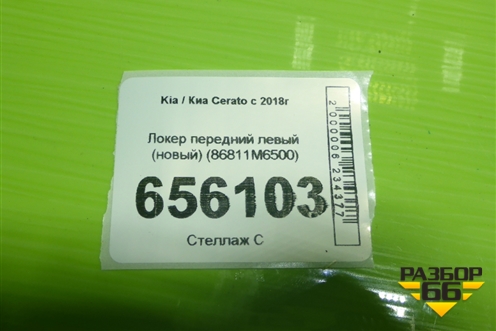 Kia / Киа Cerato с 2018г
Локер передний левый
(новый) (86811M6500)
656103
Стеллаж С
2000006234377
РАЗБОР
66